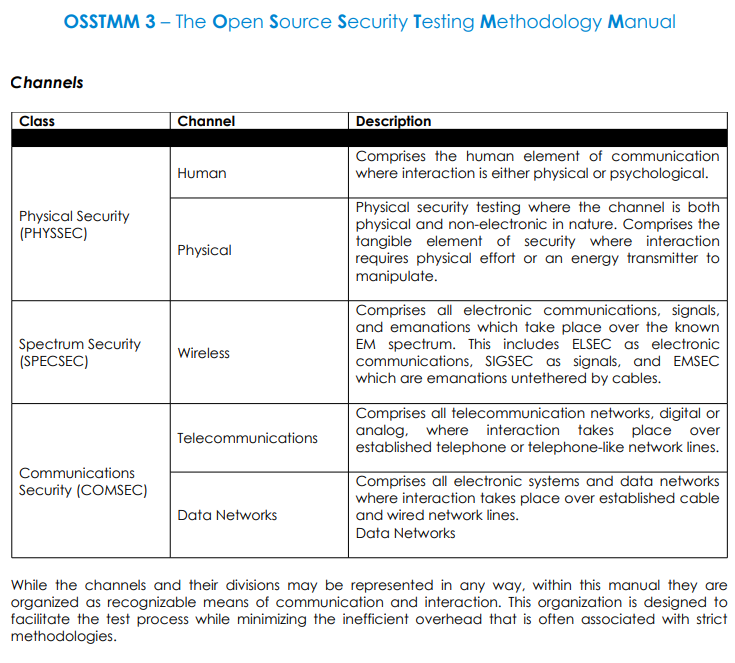 OSSTMM 3 – The Open Source Security Testing Methodology Manual
Channels
Class Channel Description
Physical Security
(PHYSSEC)
Human
Comprises the human element of communication
where interaction is either physical or psychological.
Physical
Physical security testing where the channel is both
physical and non-electronic in nature. Comprises the
tangible element of security where interaction
requires physical effort or an energy transmitter to
manipulate.
Spectrum Security
(SPECSEC)
Wireless
Comprises all electronic communications, signals,
and emanations which take place over the known
EM spectrum. This includes ELSEC as electronic
communications, SIGSEC as signals, and EMSEC
which are emanations untethered by cables.
Communications
Security (COMSEC)
Telecommunications
Comprises all telecommunication networks, digital or
analog, where interaction takes place over
established telephone or telephone-like network lines.
Data Networks
Comprises all electronic systems and data networks
where interaction takes place over established cable
and wired network lines.
Data Networks
While the channels and their divisions may be represented in any way, within this manual they are
organized as recognizable means of communication and interaction. This organization is designed to
facilitate the test process while minimizing the inefficient overhead that is often associated with strict
methodologies.